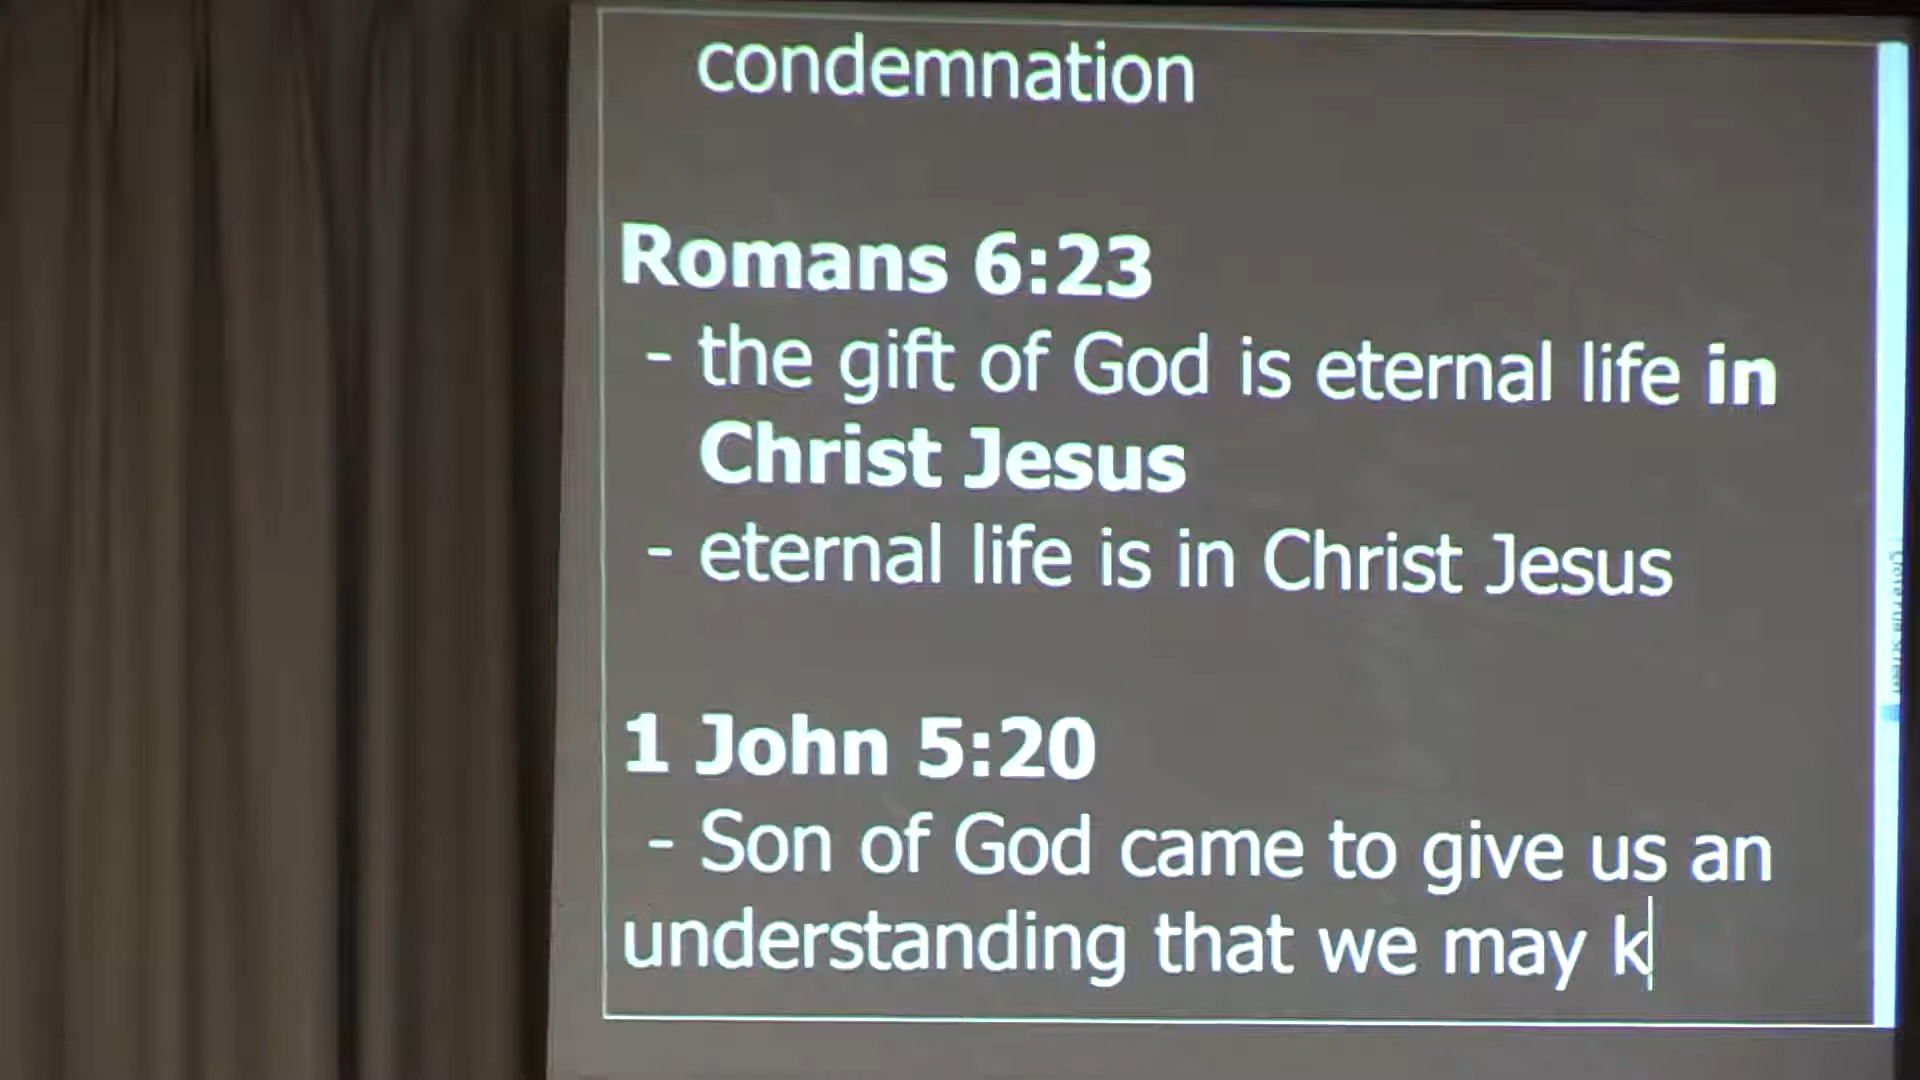 condemnation
Romans 6:23
- the gift of God is eternal life in
Christ Jesus
- eternal life is in Christ Jesus
1 John 5:20
- Son of God came to give us an
understanding that we may k